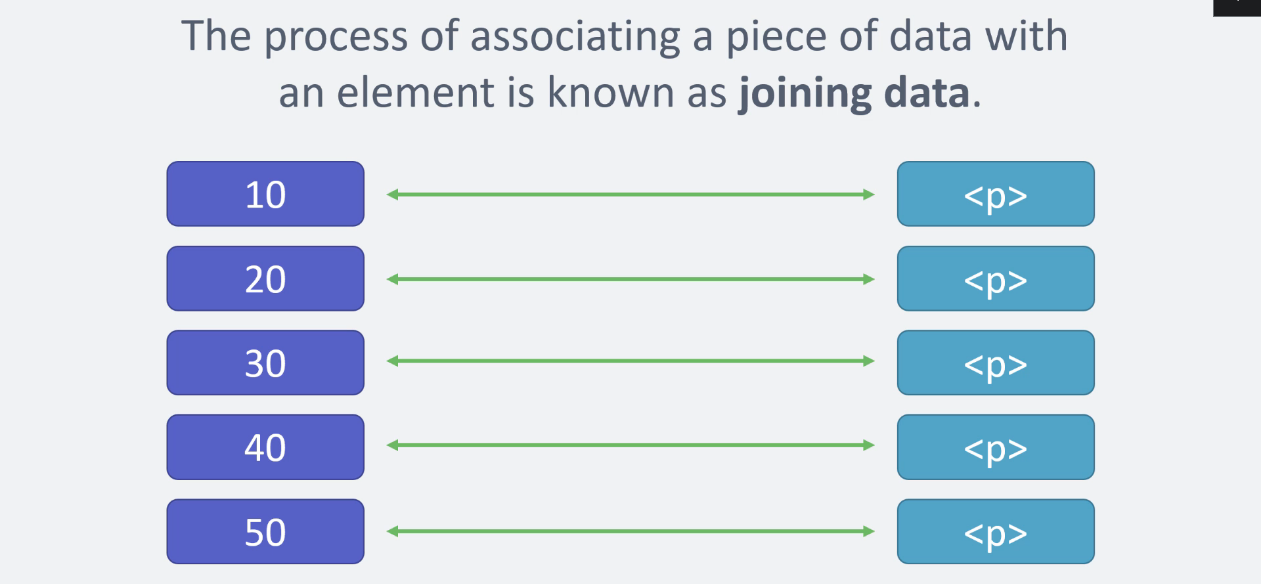 The process of associating a piece of data with
an element is known as joining data.
10 <p>
20 <p>
30 <p>
40 <p>
50 <p>